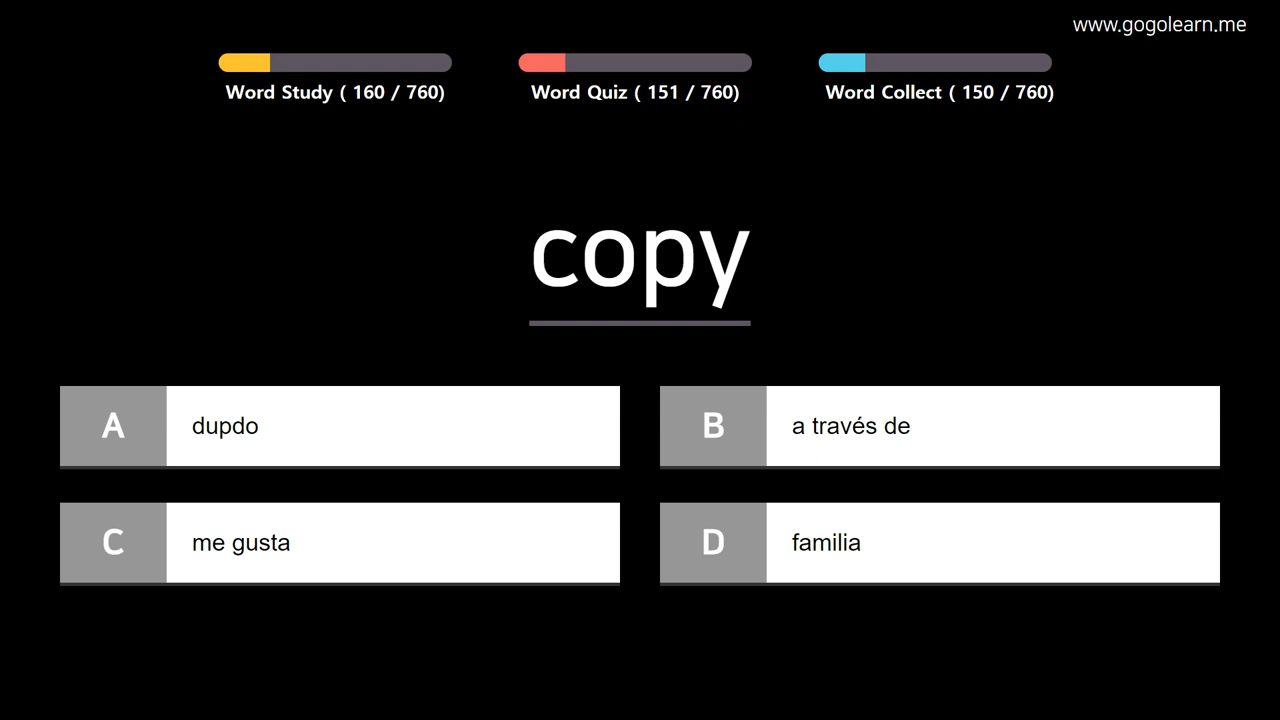 www.gogolearn.me
Word Study ( 160 / 760)
Word Quiz ( 151 / 760)
Word Collect ( 150 / 760)
copy
A
dupdo
B
a través de
C
me gusta
D
familia